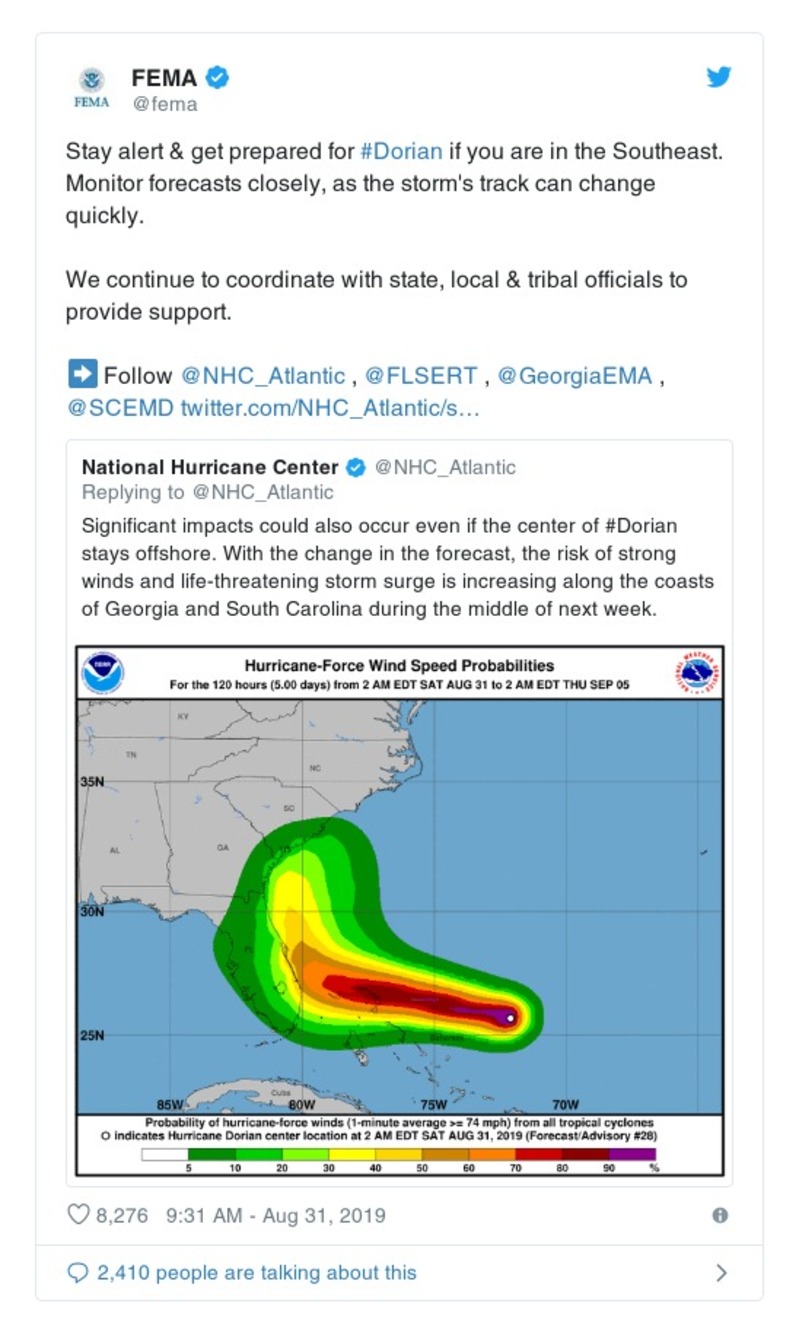 FEMA
@fema
FEMA
Stay alert & get prepared for #Dorian if you are in the Southeast.
Monitor forecasts closely, as the storm's track can change
quickly.
We continue to coordinate with state, local & tribal officials to
provide support.
➡ Follow @NHC_Atlantic , @FLSERT , @GeorgiaEMA ,
@SCEMD twitter.com/NHC_Atlantic/s…
National Hurricane Center @NHC_Atlantic
Replying to @NHC_Atlantic
Significant impacts could also occur even if the center of #Dorian
stays offshore. With the change in the forecast, the risk of strong
winds and life-threatening storm surge is increasing along the coasts
of Georgia and South Carolina during the middle of next week.
Hurricane-Force Wind Speed Probabilities
For the 120 hours (5.00 days) from 2 AM EDT SAT AUG 31 to 2 AM EDT THU SEP 05
NOAA
NATIONAL WEATHER SERVICE
KY
TN
NC
35N
SC
AL
GA
30N
25N
Bahamas
Cuba
85W 80W 75W 70W
Probability of hurricane-force winds (1-minute average >= 74 mph) from all tropical cyclones
O indicates Hurricane Dorian center location at 2 AM EDT SAT AUG 31, 2019 (Forecast/Advisory #28)
5 10 20 30 40 50 60 70 80 90 %
8,276 9:31 AM - Aug 31, 2019
2,410 people are talking about this